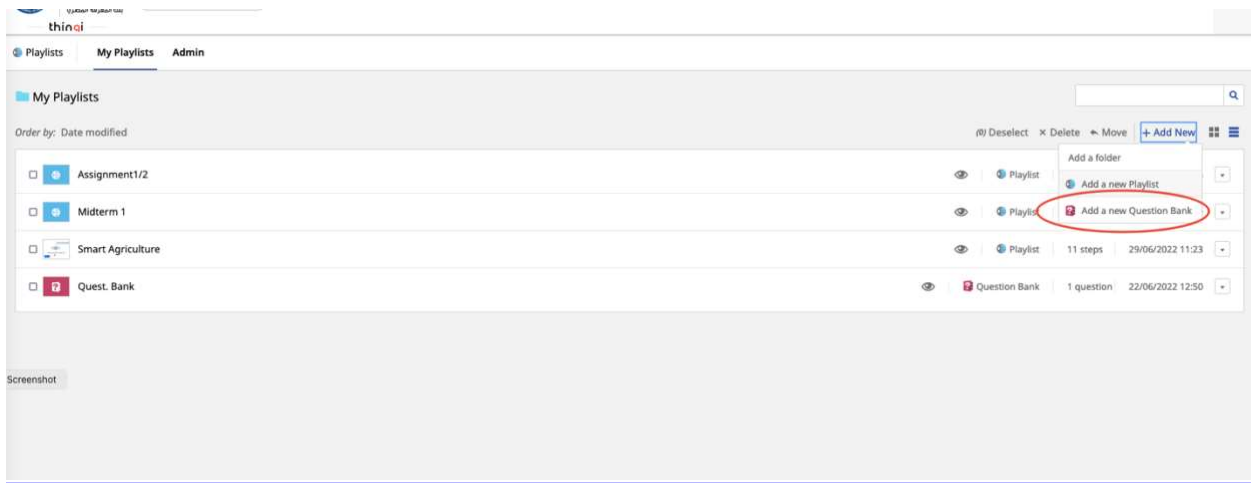 thinqi
Playlists My Playlists Admin
My Playlists
Order by: Date modified
(0) Deselect × Delete Move + Add New
Add a folder
Assignment1/2 Playlist
Add a new Playlist
Midterm 1 Playlist
Add a new Question Bank
Smart Agriculture Playlist 11 steps 29/06/2022 11:23
Quest. Bank Question Bank 1 question 22/06/2022 12:50
Screenshot